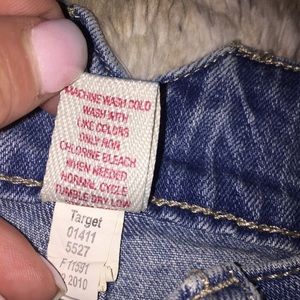 MACHINE WASH COLD
WASH WITH
LIKE COLORS
ONLY NON
CHLORINE BLEACH
WHEN NEEDED
NORMAL CYCLE
TUMBLE DRY LOW
Target
01411
5527
2010